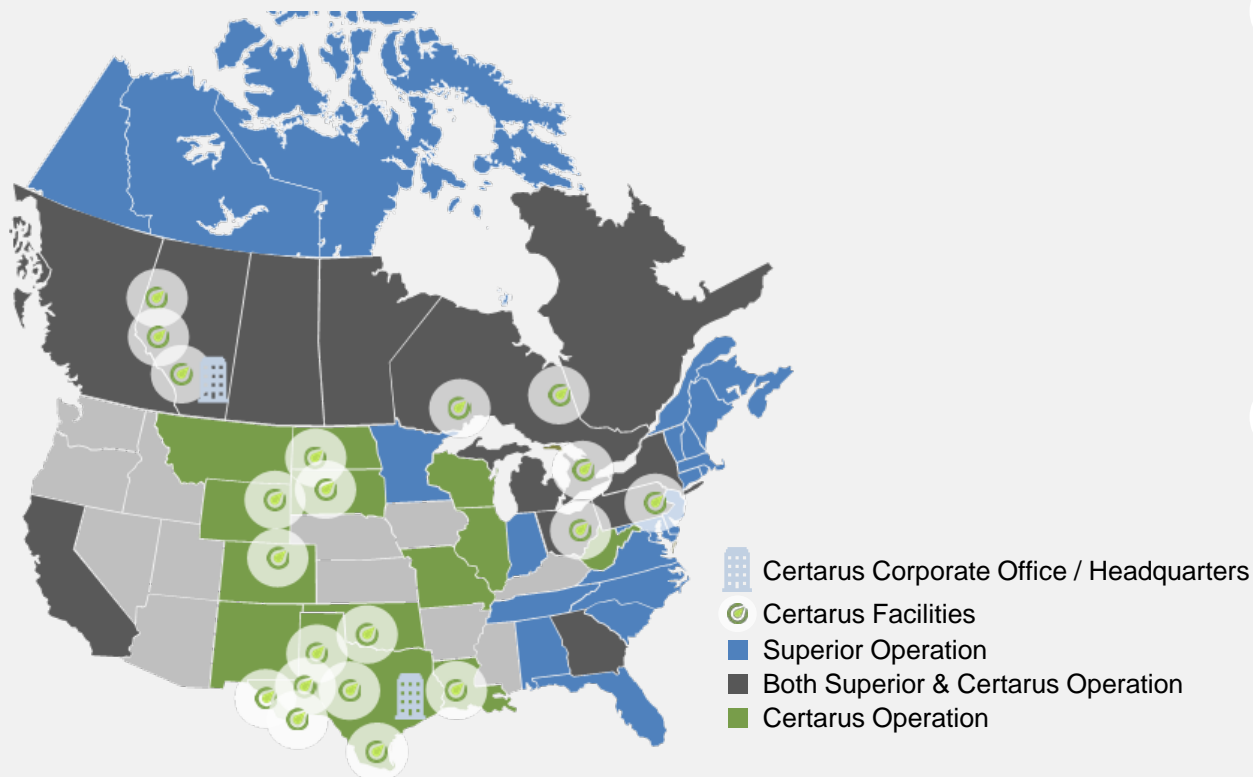 Certarus Corporate Office / Headquarters
Certarus Facilities
Superior Operation
Both Superior & Certarus Operation
Certarus Operation